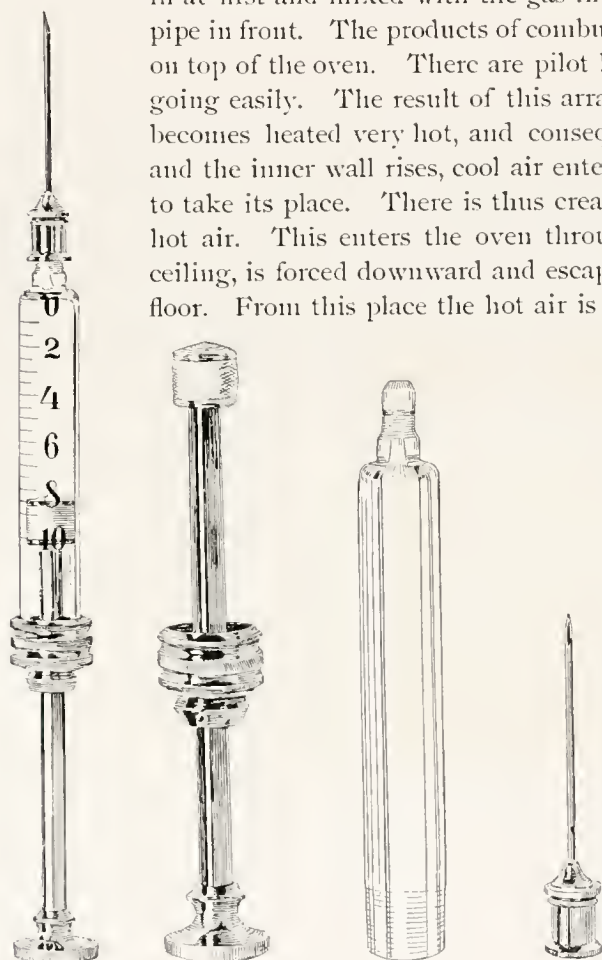 in at first and mixed with the gas
pipe in front. The products of combu
on top of the oven. There are pilot
going easily. The result of this arra
becomes heated very hot, and consec
and the inner wall rises, cool air ente
to take its place. There is thus crea
hot air. This enters the oven throu
ceiling, is forced downward and escap
floor. From this place the hot air is
0
2
4
6
8
10